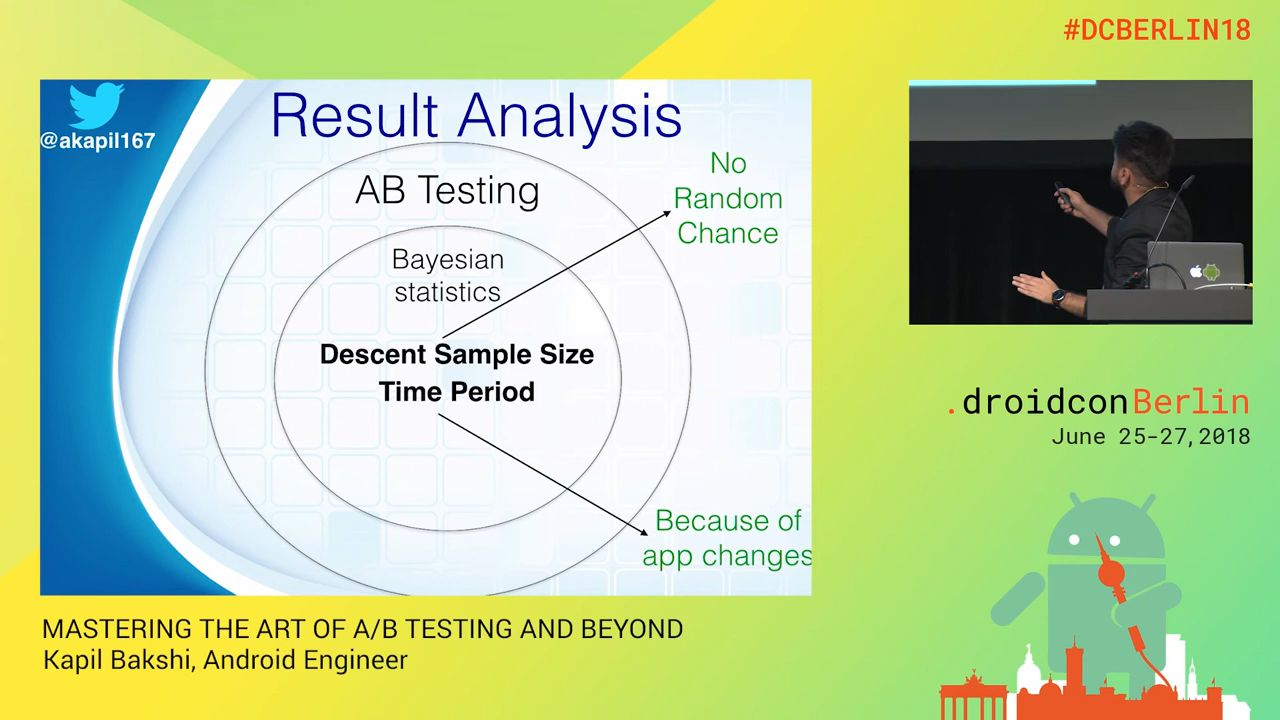 #DCBERLIN18
@akapil167
Result Analysis
AB Testing
No
Random
Chance
Bayesian
statistics
Descent Sample Size
Time Period
Because of
app changes
.droidconBerlin
June 25-27, 2018
MASTERING THE ART OF A/B TESTING AND BEYOND
Kapil Bakshi, Android Engineer